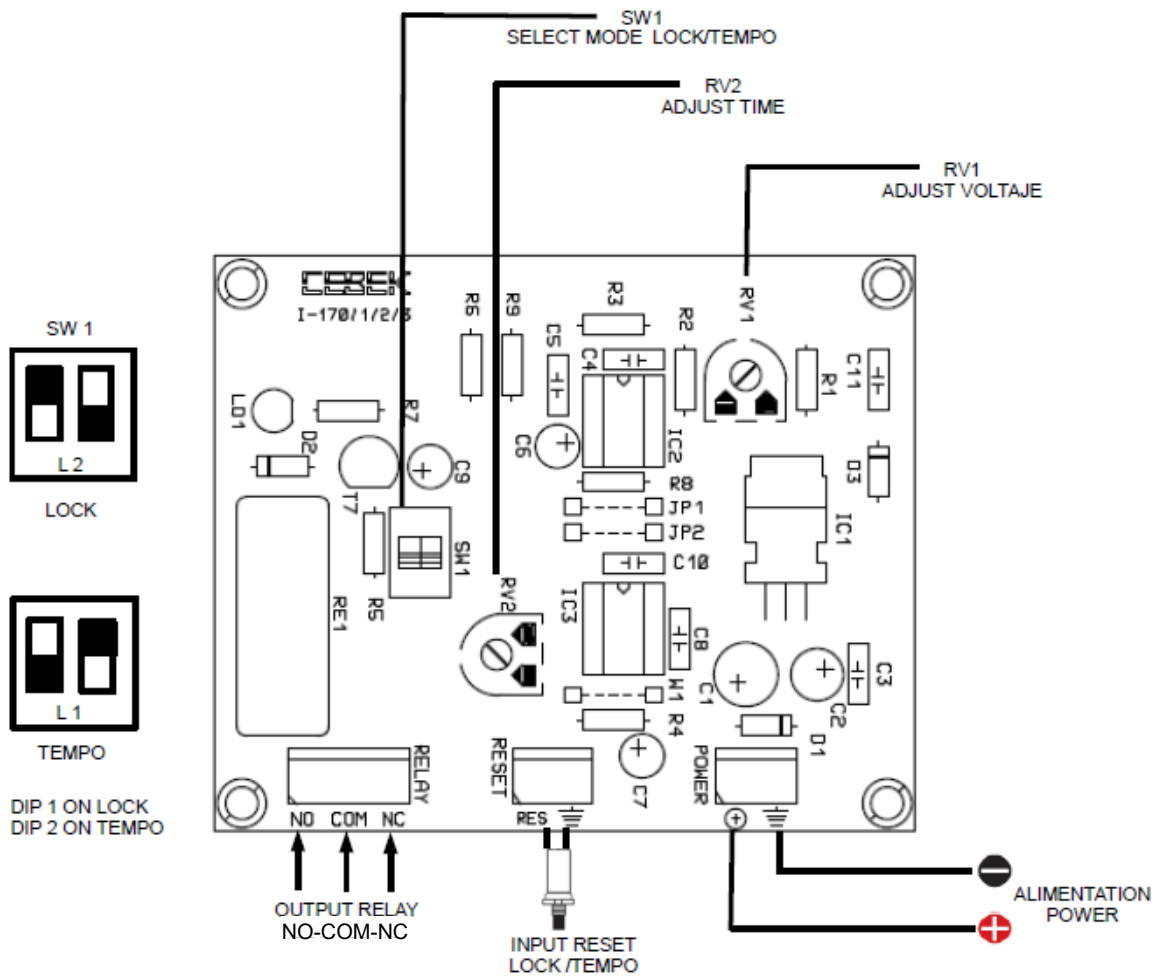 SW1
SELECT MODE LOCK/TEMPO
RV2
ADJUST TIME
RV1
ADJUST VOLTAJE
CEBEK
I-170/1/2/3
R6
R9
R3
C5
C4
R2
RV1
R1
C11
SW 1
L 2
LOCK
LD1
R7
D2
T7
C9
C6
IC2
R8
D3
JP1
JP2
IC1
C10
SW1
R5
RE1
RV2
IC3
C8
W1
R4
C1
C2
C3
D1
L 1
TEMPO
DIP 1 ON LOCK
DIP 2 ON TEMPO
RELAY
RESET
C7
POWER
NO COM NC
RES
+
OUTPUT RELAY
NO-COM-NC
INPUT RESET
LOCK /TEMPO
ALIMENTATION
POWER